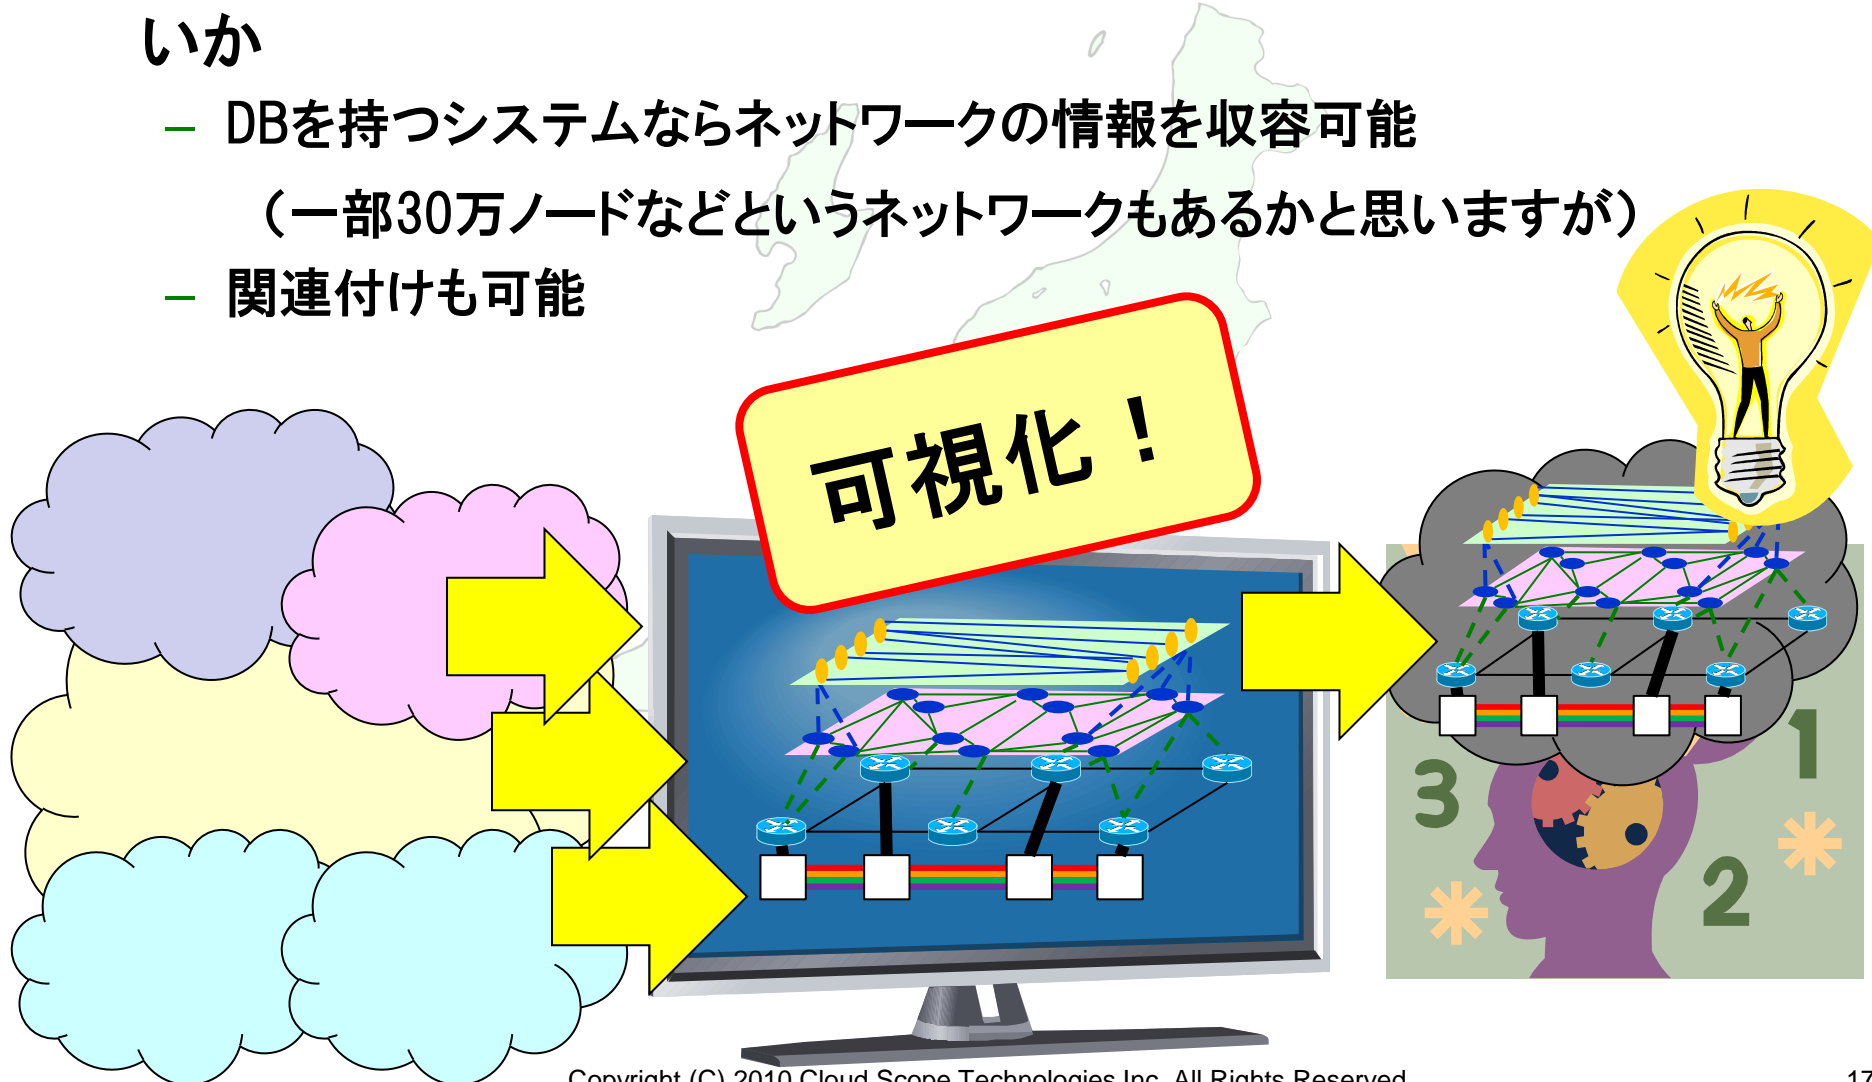 いか
– DBを持つシステムならネットワークの情報を収容可能
（一部30万ノードなどというネットワークもあるかと思いますが）
– 関連付けも可能
可視化！
1
3
2
Copyright (C) 2010 Cloud Scope Technologies Inc. All Rights Reserved
17